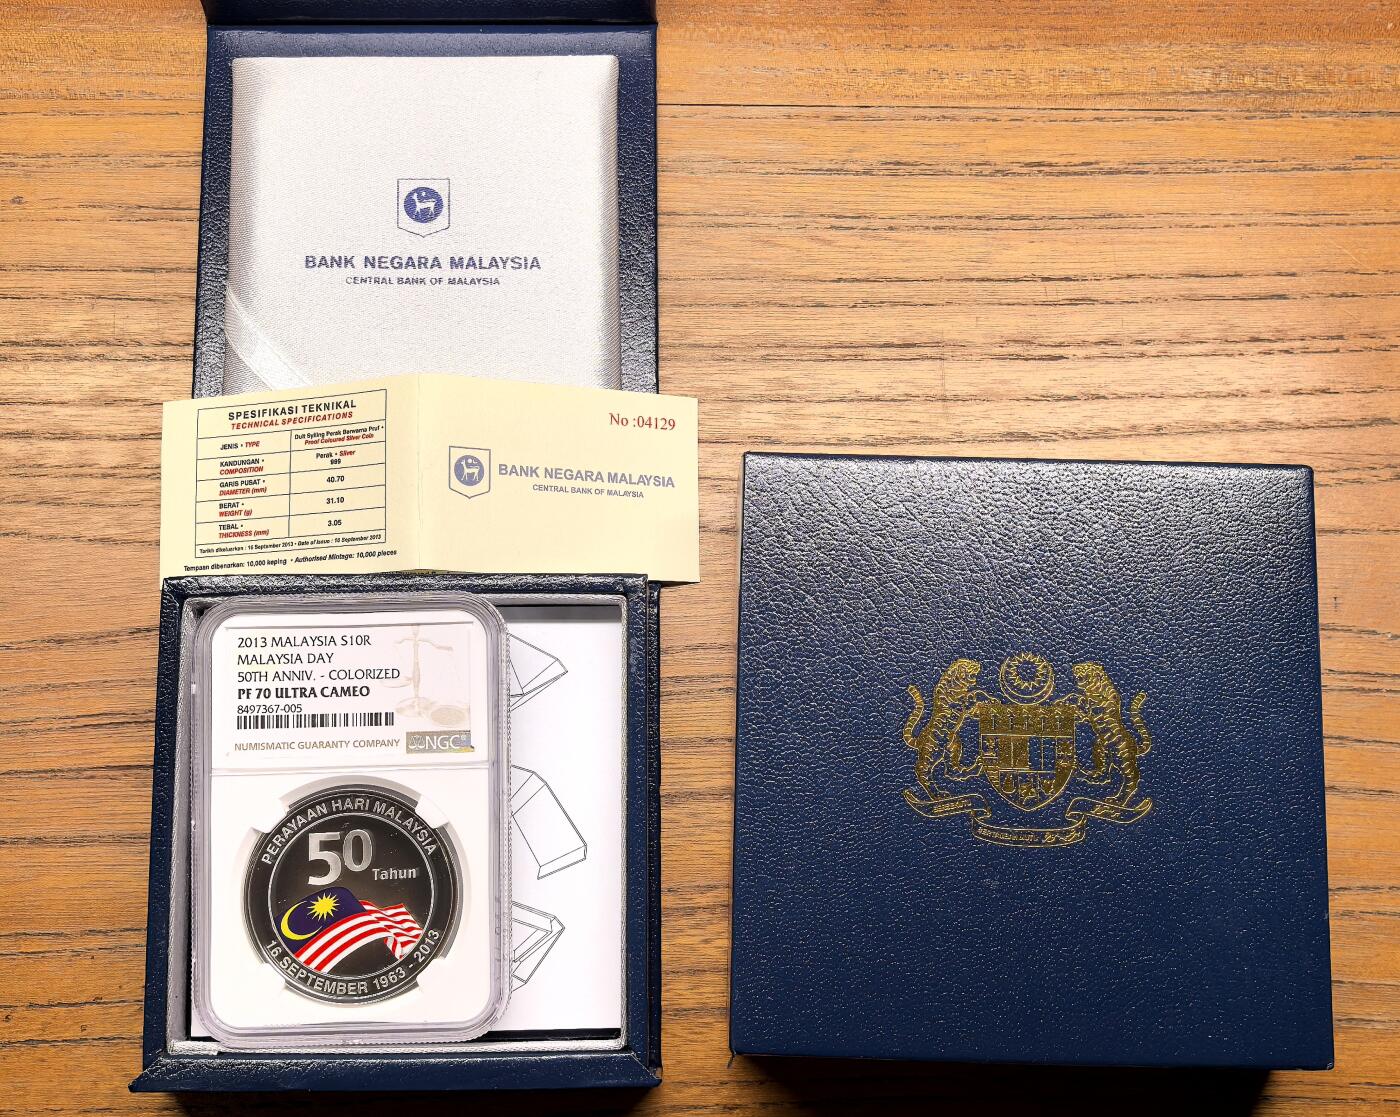 BANK NEGARA MALAYSIA
CENTRAL BANK OF MALAYSIA
SPESIFIKASI TEKNIKAL
TECHNICAL SPECIFICATIONS
JENIS • TYPE
Duit Syiling Perak Berwarna Pruf •
Proof Coloured Silver Coin
KANDUNGAN •
COMPOSITION
Perak • Silver
999
GARIS PUSAT •
DIAMETER (mm)
40.70
BERAT •
WEIGHT (g)
31.10
TEBAL •
THICKNESS (mm)
3.05
Tarikh dikeluarkan : 16 September 2013 • Date of Issue : 16 September 2013
Tempaan dibenarkan: 10,000 keping • Authorised Mintage: 10,000 pieces
No :04129
BANK NEGARA MALAYSIA
CENTRAL BANK OF MALAYSIA
2013 MALAYSIA S10R
MALAYSIA DAY
50TH ANNIV. - COLORIZED
PF 70 ULTRA CAMEO
8497367-005
NUMISMATIC GUARANTY COMPANY NGC
PERAYAAN HARI MALAYSIA
50
Tahun
16 SEPTEMBER 1963 - 2013